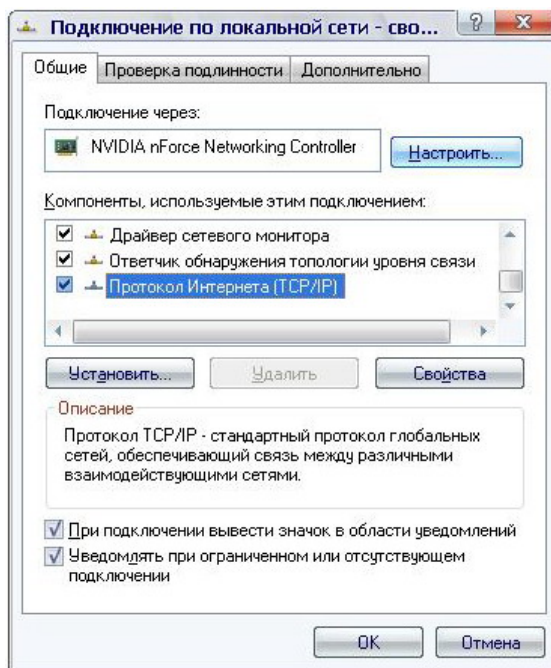 Подключение по локальной сети - сво...
Общие
Проверка подлинности
Дополнительно
Подключение через:
NVIDIA nForce Networking Controller
Настроить...
Компоненты, используемые этим подключением:
Драйвер сетевого монитора
Ответчик обнаружения топологии уровня связи
Протокол Интернета (TCP/IP)
Установить...
Удалить
Свойства
Описание
Протокол TCP/IP - стандартный протокол глобальных
сетей, обеспечивающий связь между различными
взаимодействующими сетями.
При подключении вывести значок в области уведомлений
Уведомлять при ограниченном или отсутствующем
подключении
OK
Отмена